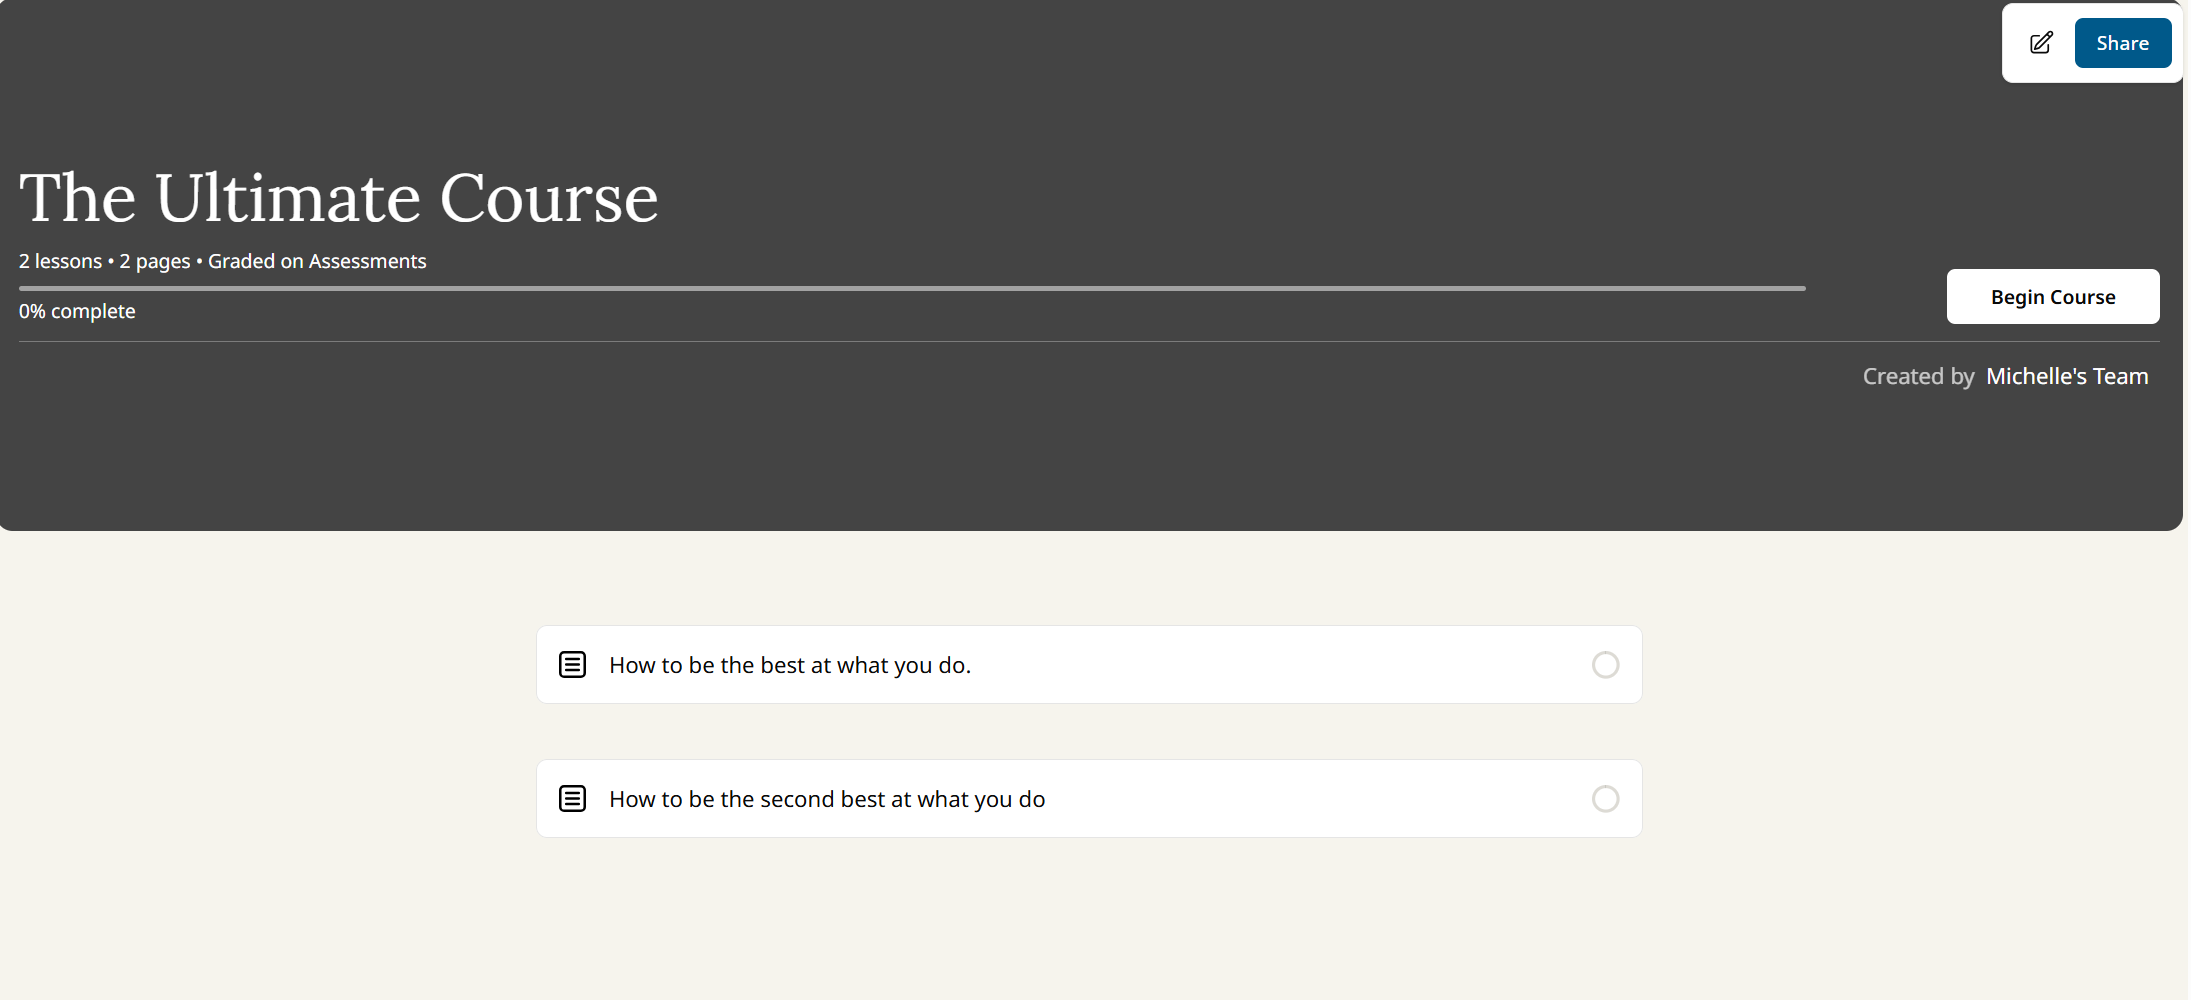 Share
The Ultimate Course
2 lessons • 2 pages • Graded on Assessments
0% complete
Begin Course
Created by Michelle's Team
How to be the best at what you do.
How to be the second best at what you do